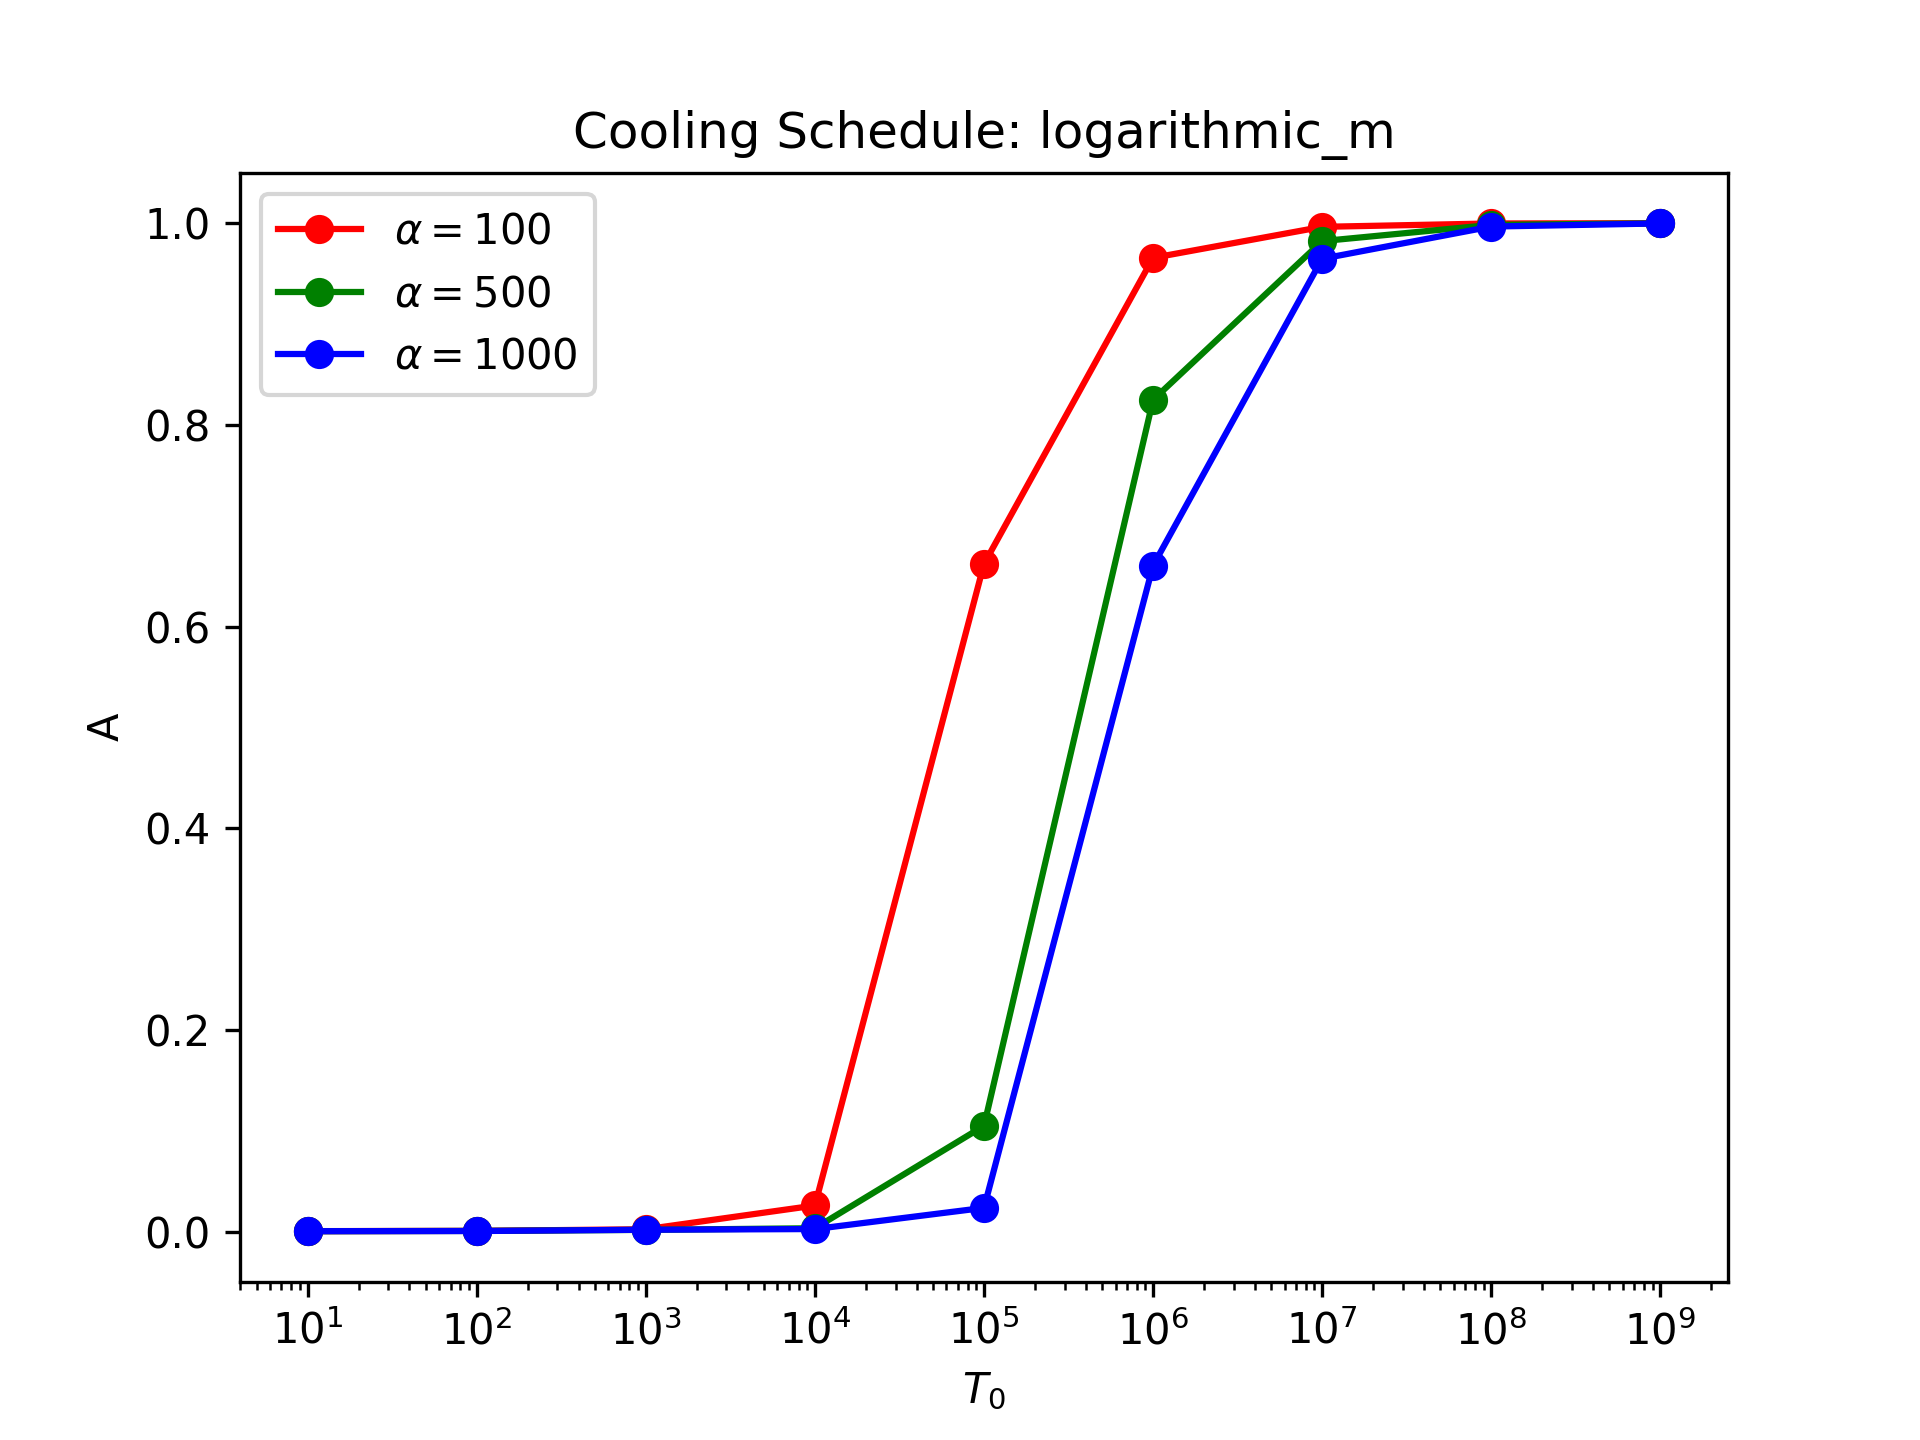 Cooling Schedule: logarithmic_m
α = 100
α = 500
α = 1000
1.0
0.8
0.6
0.4
0.2
0.0
A
10¹ 10² 10³ 10⁴ 10⁵ 10⁶ 10⁷ 10⁸ 10⁹
T₀